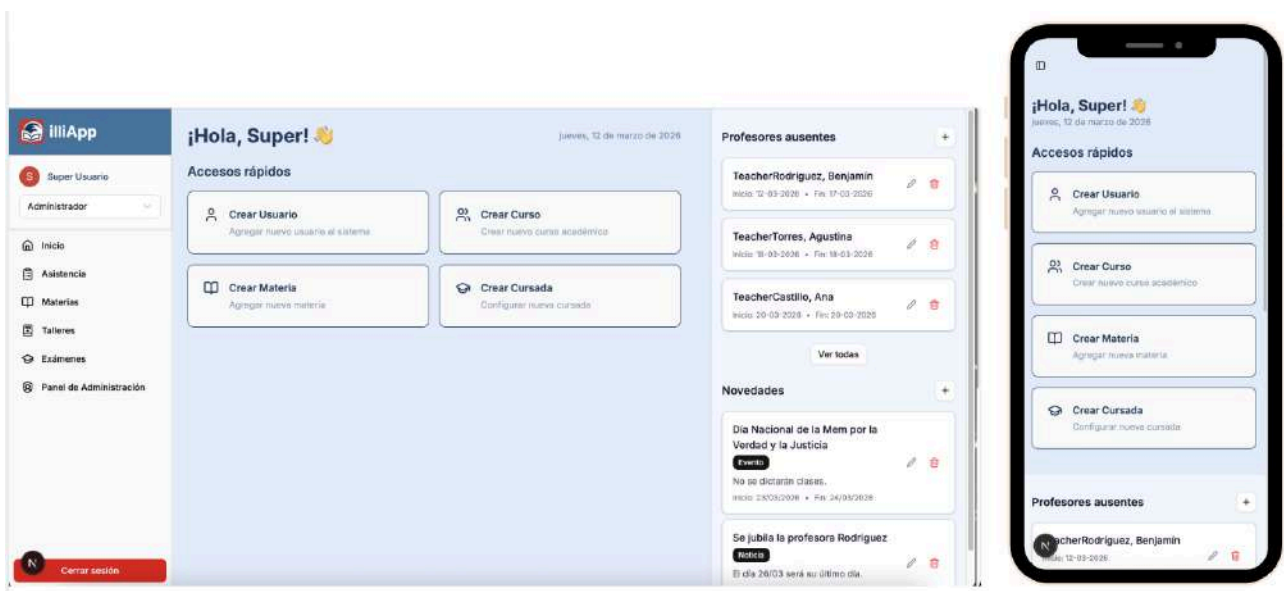 illiApp
S Super Usuario
Administrador
Inicio
Asistencia
Materias
Talleres
Exámenes
Panel de Administración
N
Cerrar sesión
¡Hola, Super! 👋
jueves, 12 de marzo de 2026
Accesos rápidos
Crear Usuario
Agregar nuevo usuario al sistema
Crear Curso
Crear nuevo curso académico
Crear Materia
Agregar nueva materia
Crear Cursada
Configurar nueva cursada
Profesores ausentes +
TeacherRodriguez, Benjamin
Inicio: 12-03-2026 • Fin: 17-03-2026
TeacherTorres, Agustina
Inicio: 18-03-2026 • Fin: 18-03-2026
TeacherCastillo, Ana
Inicio: 20-03-2026 • Fin: 20-03-2026
Ver todas
Novedades +
Día Nacional de la Mem por la
Verdad y la Justicia
Evento
No se dictarán clases.
Inicio: 23/03/2026 • Fin: 24/03/2026
Se jubila la profesora Rodriguez
Noticia
El día 26/03 será su último día.
¡Hola, Super! 👋
jueves, 12 de marzo de 2026
Accesos rápidos
Crear Usuario
Agregar nuevo usuario al sistema
Crear Curso
Crear nuevo curso académico
Crear Materia
Agregar nueva materia
Crear Cursada
Configurar nueva cursada
Profesores ausentes +
acherRodriguez, Benjamin
N
Inicio: 12-03-2026